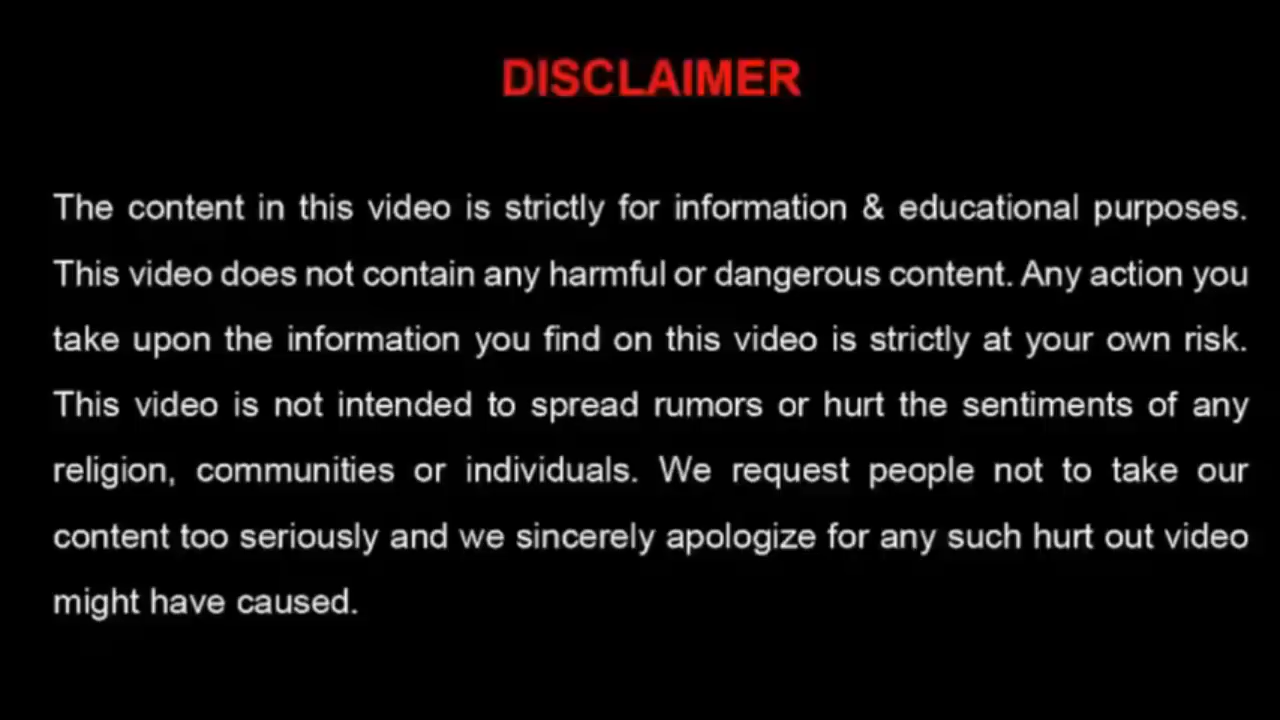 DISCLAIMER
The content in this video is strictly for information & educational purposes.
This video does not contain any harmful or dangerous content. Any action you
take upon the information you find on this video is strictly at your own risk.
This video is not intended to spread rumors or hurt the sentiments of any
religion, communities or individuals. We request people not to take our
content too seriously and we sincerely apologize for any such hurt out video
might have caused.